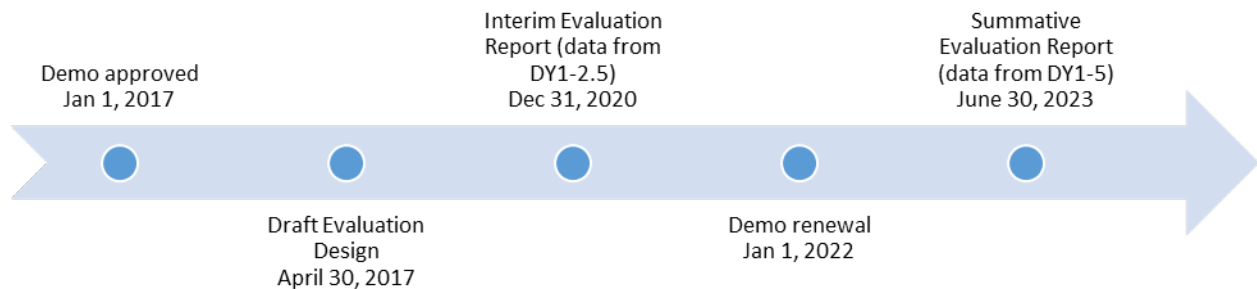 Demo approved
Jan 1, 2017
Draft Evaluation
Design
April 30, 2017
Interim Evaluation
Report (data from
DY1-2.5)
Dec 31, 2020
Demo renewal
Jan 1, 2022
Summative
Evaluation Report
(data from DY1-5)
June 30, 2023